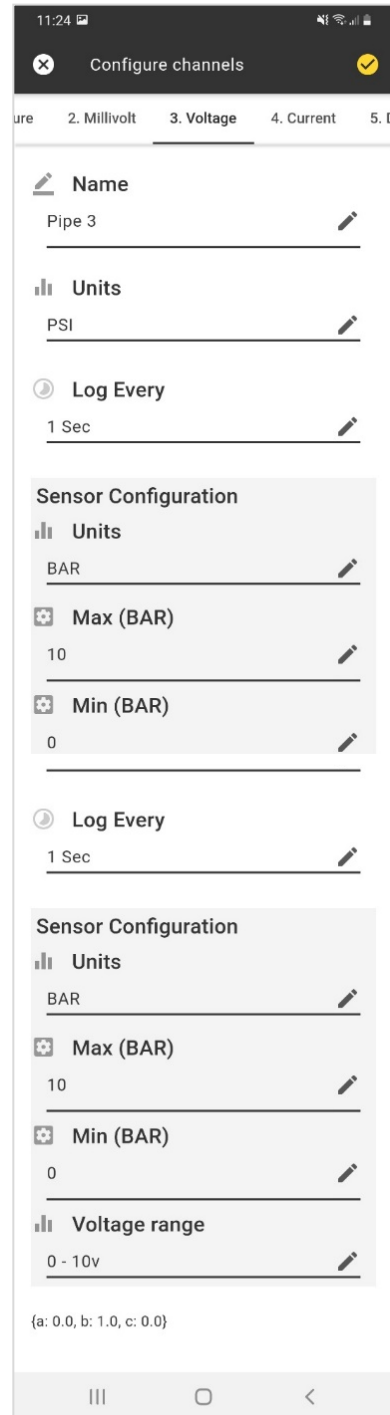 11:24
Configure channels
ure 2. Millivolt 3. Voltage 4. Current 5. D
Name
Pipe 3
Units
PSI
Log Every
1 Sec
Sensor Configuration
Units
BAR
Max (BAR)
10
Min (BAR)
0
Log Every
1 Sec
Sensor Configuration
Units
BAR
Max (BAR)
10
Min (BAR)
0
Voltage range
0 - 10v
{a: 0.0, b: 1.0, c: 0.0}